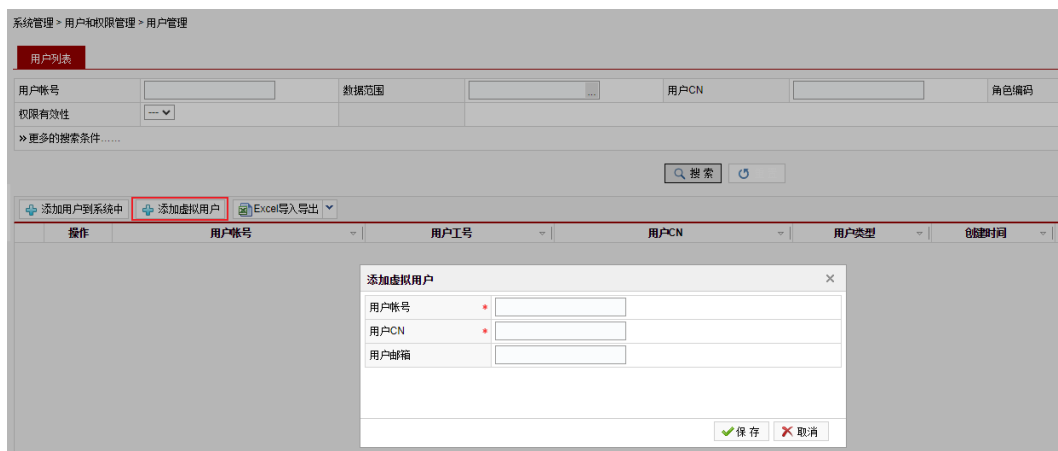 系统管理 > 用户和权限管理 > 用户管理
用户列表
用户帐号 数据范围 ... 用户CN 角色编码
权限有效性 ---
» 更多的搜索条件……
搜 索
添加用户到系统中 添加虚拟用户 Excel导入导出
操作 用户帐号 用户工号 用户CN 用户类型 创建时间
添加虚拟用户
用户帐号 *
用户CN *
用户邮箱
保 存 取消